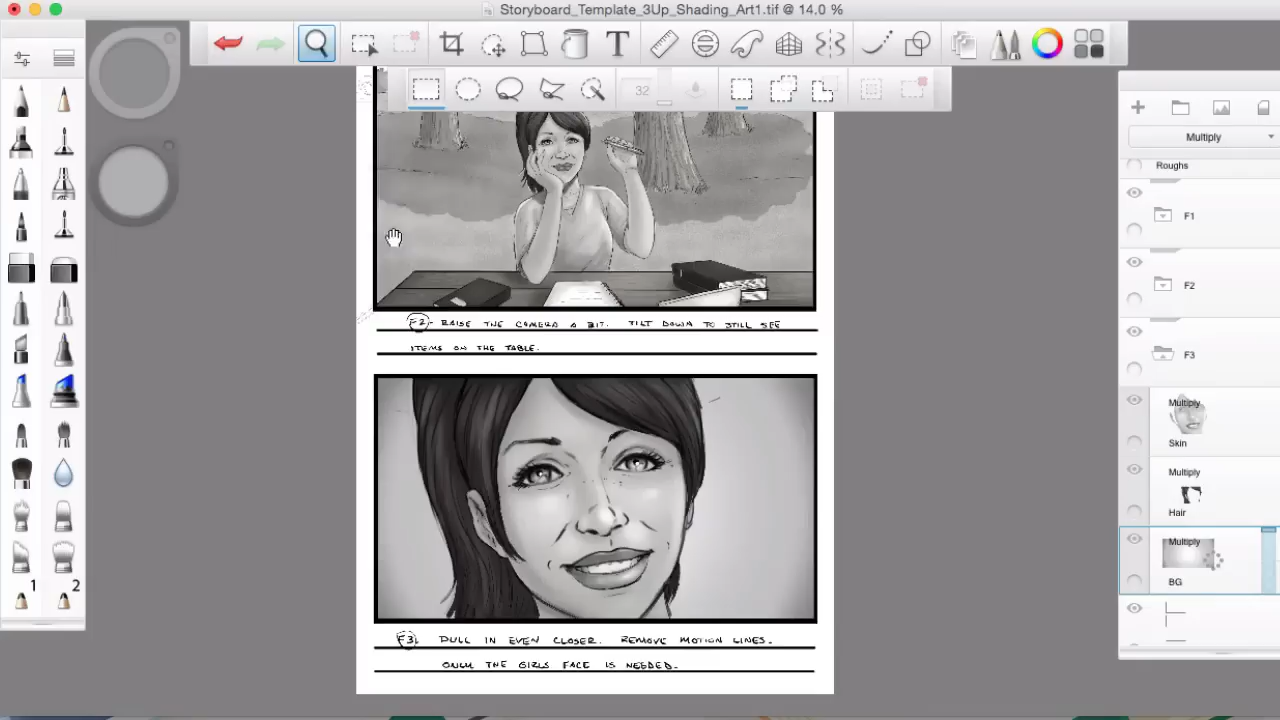 Storyboard_Template_3Up_Shading_Art1.tif @ 14.0 %
T
32
Multiply
Roughs
F1
F2
F3
Multiply
Skin
Multiply
Hair
Multiply
BG
1
2
F2- RAISE THE CAMERA A BIT. TILT DOWN TO STILL SEE
ITEMS ON THE TABLE.
F3. PULL IN EVEN CLOSER. REMOVE MOTION LINES.
ONLY THE GIRLS FACE IS NEEDED.